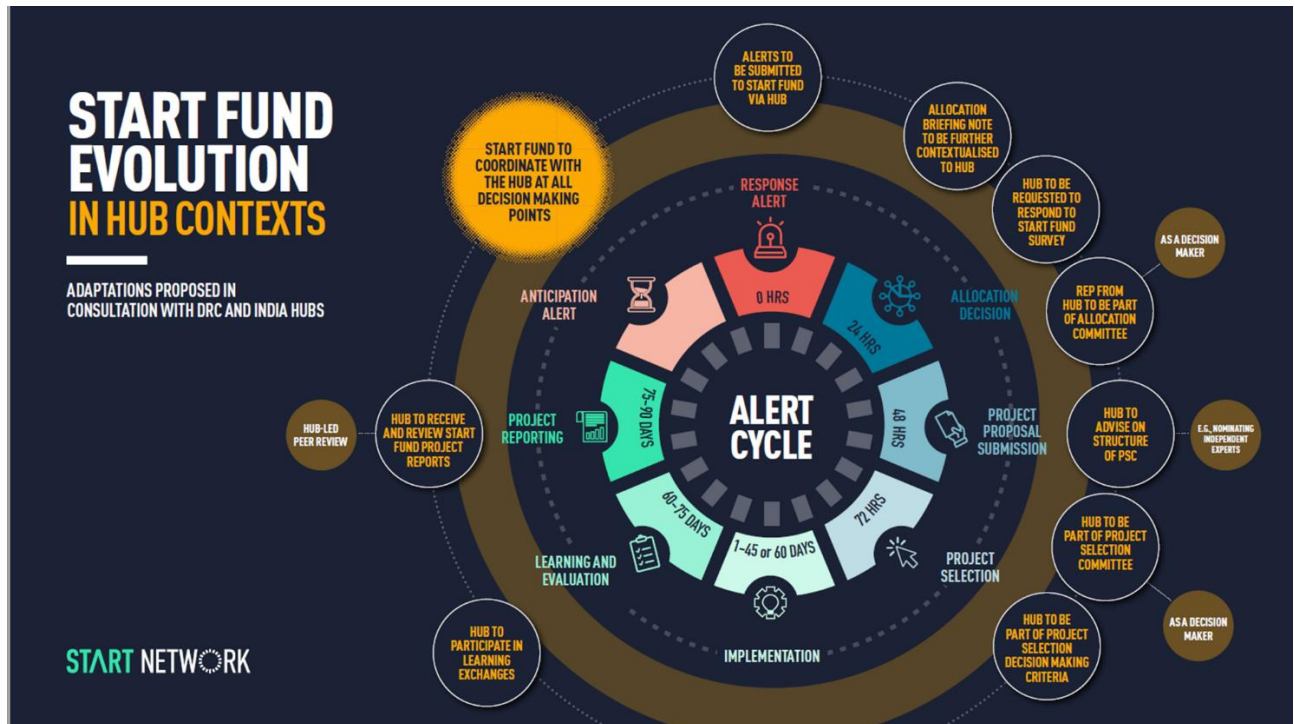 START FUND
EVOLUTION
IN HUB CONTEXTS
ADAPTATIONS PROPOSED IN
CONSULTATION WITH DRC AND INDIA HUBS
START FUND TO
COORDINATE WITH
THE HUB AT ALL
DECISION MAKING
POINTS
ALERTS TO
BE SUBMITTED
TO START FUND
VIA HUB
ALLOCATION
BRIEFING NOTE
TO BE FURTHER
CONTEXTUALISED
TO HUB
HUB TO BE
REQUESTED TO
RESPOND TO
START FUND
SURVEY
AS A DECISION
MAKER
REP FROM
HUB TO BE PART
OF ALLOCATION
COMMITTEE
HUB TO
ADVISE ON
STRUCTURE
OF PSC
E.G., NOMINATING
INDEPENDENT
EXPERTS
HUB TO BE
PART OF PROJECT
SELECTION
COMMITTEE
AS A DECISION
MAKER
HUB TO BE
PART OF PROJECT
SELECTION
DECISION MAKING
CRITERIA
HUB TO
PARTICIPATE IN
LEARNING
EXCHANGES
HUB TO RECEIVE
AND REVIEW START
FUND PROJECT
REPORTS
HUB-LED
PEER REVIEW
RESPONSE
ALERT
0 HRS
ALLOCATION
DECISION
24 HRS
PROJECT
PROPOSAL
SUBMISSION
48 HRS
PROJECT
SELECTION
72 HRS
IMPLEMENTATION
1-45 or 60 DAYS
LEARNING AND
EVALUATION
60-75 DAYS
PROJECT
REPORTING
75-90 DAYS
ANTICIPATION
ALERT
ALERT
CYCLE
START NETWORK